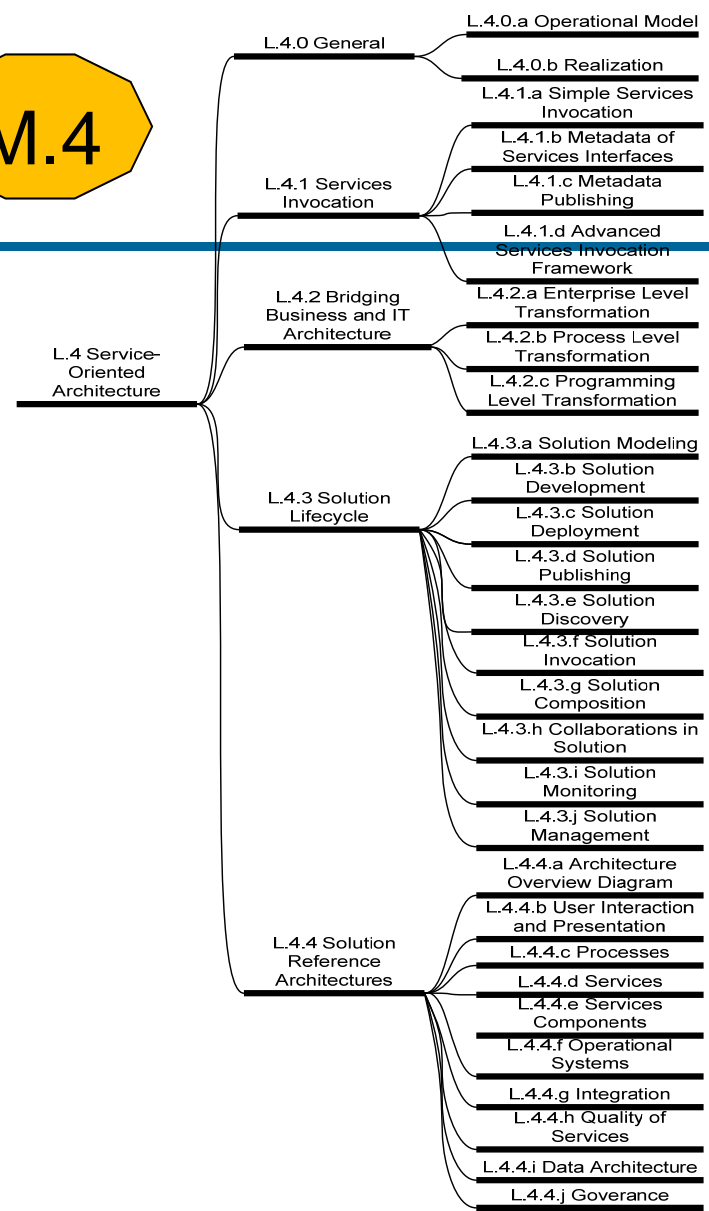 M.4
L.4 Service-
Oriented
Architecture
L.4.0 General
L.4.0.a Operational Model
L.4.0.b Realization
L.4.1 Services
Invocation
L.4.1.a Simple Services
Invocation
L.4.1.b Metadata of
Services Interfaces
L.4.1.c Metadata
Publishing
L.4.1.d Advanced
Services Invocation
Framework
L.4.2 Bridging
Business and IT
Architecture
L.4.2.a Enterprise Level
Transformation
L.4.2.b Process Level
Transformation
L.4.2.c Programming
Level Transformation
L.4.3 Solution
Lifecycle
L.4.3.a Solution Modeling
L.4.3.b Solution
Development
L.4.3.c Solution
Deployment
L.4.3.d Solution
Publishing
L.4.3.e Solution
Discovery
L.4.3.f Solution
Invocation
L.4.3.g Solution
Composition
L.4.3.h Collaborations in
Solution
L.4.3.i Solution
Monitoring
L.4.3.j Solution
Management
L.4.4 Solution
Reference
Architectures
L.4.4.a Architecture
Overview Diagram
L.4.4.b User Interaction
and Presentation
L.4.4.c Processes
L.4.4.d Services
L.4.4.e Services
Components
L.4.4.f Operational
Systems
L.4.4.g Integration
L.4.4.h Quality of
Services
L.4.4.i Data Architecture
L.4.4.j Goverance